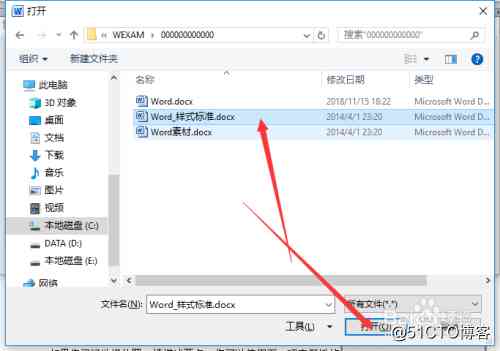 打开
« WEXAM › 000000000000
搜索"000000000000"
组织 新建文件夹
名称 修改日期 类型
此电脑
3D 对象
桌面
文档
下载
音乐
图片
视频
本地磁盘 (C:)
DATA (D:)
本地磁盘 (E:)
网络
Word.docx 2018/11/15 18:22 Microsoft Word D...
Word_样式标准.docx 2014/4/1 23:20 Microsoft Word D...
Word素材.docx 2014/4/1 23:20 Microsoft Word D...
文件名(N): Word_样式标准.docx 所有文件(*.*)
工具(L) 打开(O)
@51CTO博客